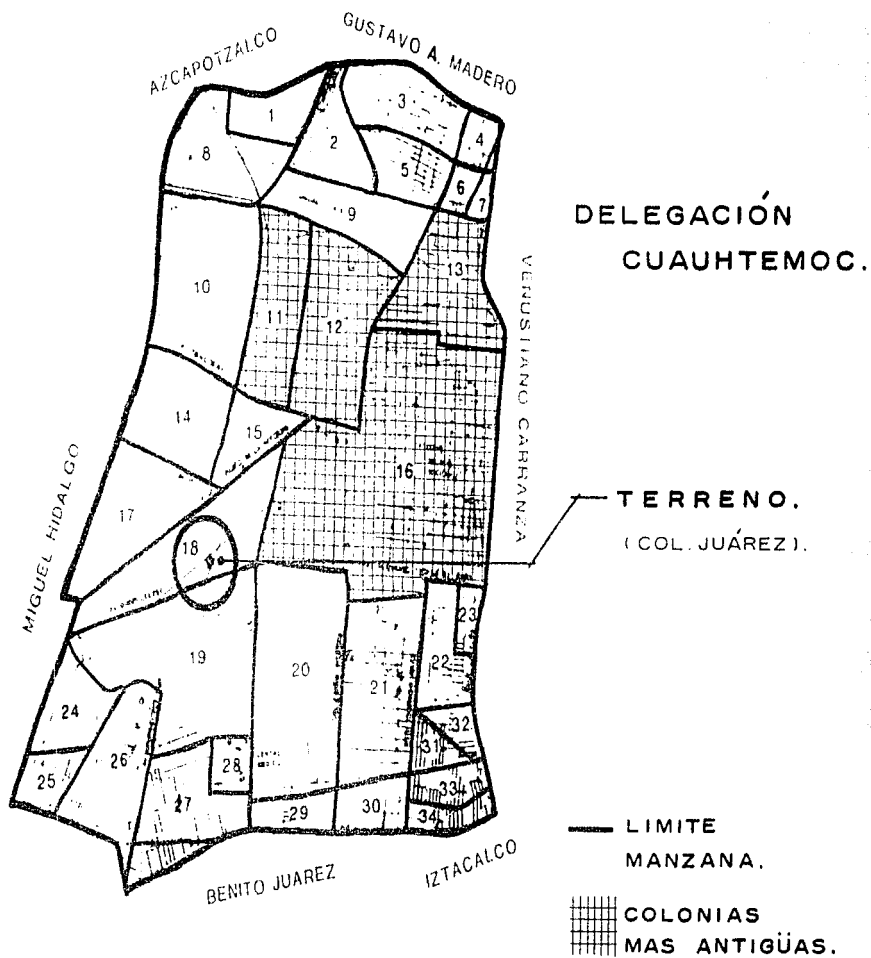 AZCAPOTZALCO
GUSTAVO A. MADERO
1
2
3
4
5
6
7
8
9
DELEGACIÓN
CUAUHTEMOC.
10
11
12
13
VENUSTIANO CARRANZA
14
15
16
MIGUEL HIDALGO
17
18
TERRENO.
(COL. JUÁREZ).
19
20
21
22
23
24
25
26
27
28
29
30
31
32
33
34
BENITO JUAREZ
IZTACALCO
LIMITE
MANZANA.
COLONIAS
MAS ANTIGÜAS.